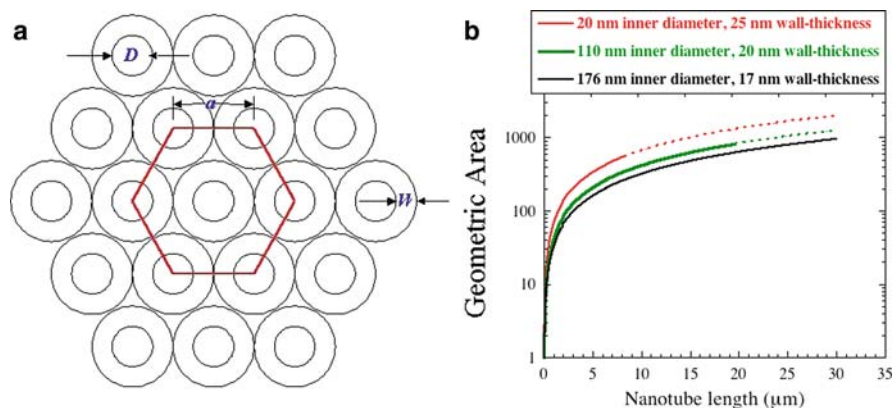 a
D
a
W
b
20 nm inner diameter, 25 nm wall-thickness
110 nm inner diameter, 20 nm wall-thickness
176 nm inner diameter, 17 nm wall-thickness
Geometric Area
1000
100
10
1
0 5 10 15 20 25 30 35
Nanotube length (µm)